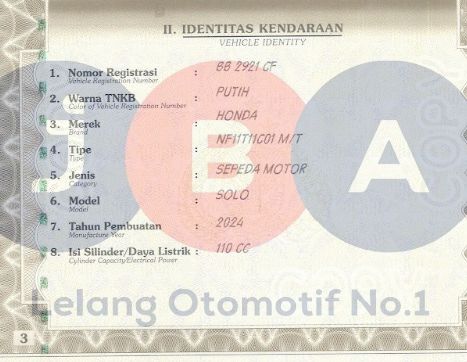 II. IDENTITAS KENDARAAN
VEHICLE IDENTITY
1. Nomor Registrasi : BB 2921 CF
Vehicle Registration Number
2. Warna TNKB : PUTIH
Color of Vehicle Registration Number
3. Merek : HONDA
Brand
4. Tipe : NF11T11C01 M/T
Type
5. Jenis : SEPEDA MOTOR
Category
6. Model : SOLO
Model
7. Tahun Pembuatan : 2024
Manufacture Year
8. Isi Silinder/Daya Listrik : 110 CC
Cylinder Capacity/Electrical Power
J B A
Lelang Otomotif No.1
3